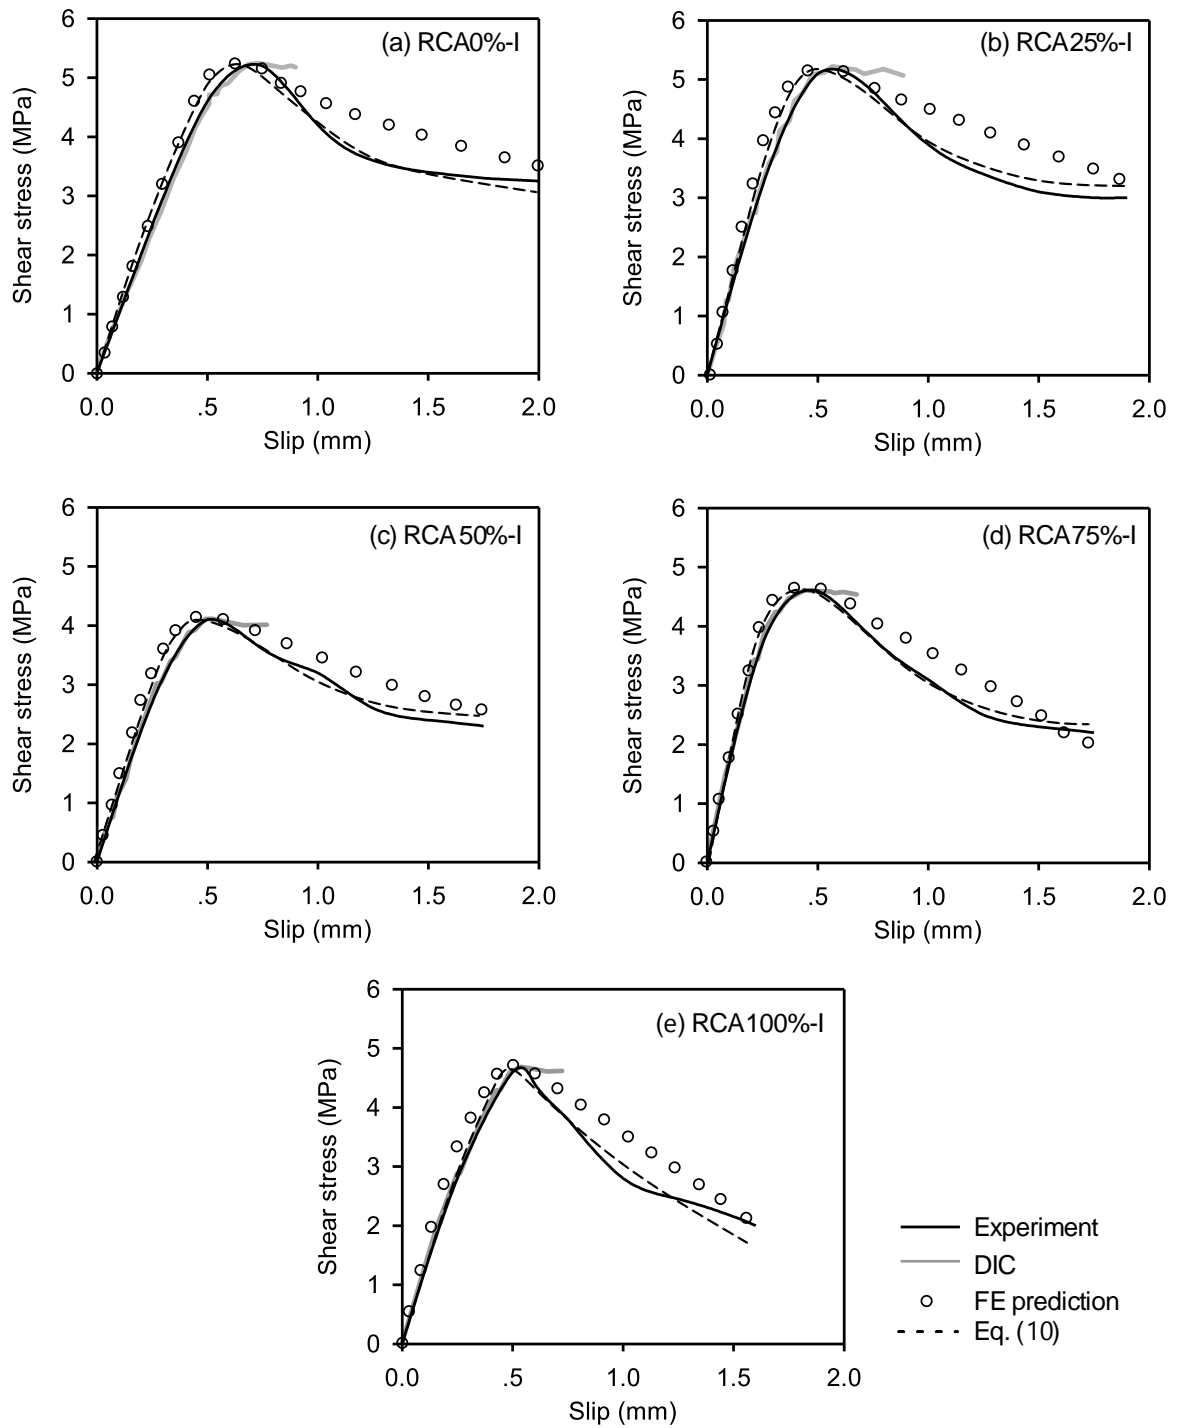 (a) RCA0%-I
6
5
4
3
2
1
0
Shear stress (MPa)
0.0 .5 1.0 1.5 2.0
Slip (mm)
(b) RCA25%-I
6
5
4
3
2
1
0
Shear stress (MPa)
0.0 .5 1.0 1.5 2.0
Slip (mm)
(c) RCA50%-I
6
5
4
3
2
1
0
Shear stress (MPa)
0.0 .5 1.0 1.5 2.0
Slip (mm)
(d) RCA75%-I
6
5
4
3
2
1
0
Shear stress (MPa)
0.0 .5 1.0 1.5 2.0
Slip (mm)
(e) RCA100%-I
6
5
4
3
2
1
0
Shear stress (MPa)
0.0 .5 1.0 1.5 2.0
Slip (mm)
Experiment
DIC
FE prediction
Eq. (10)